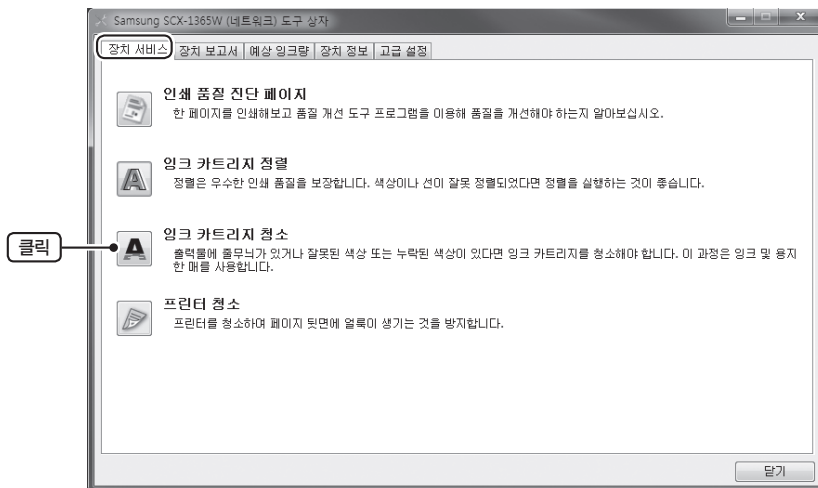 Samsung SCX-1365W (네트워크) 도구 상자
장치 서비스 장치 보고서 예상 잉크량 장치 정보 고급 설정
인쇄 품질 진단 페이지
한 페이지를 인쇄해보고 품질 개선 도구 프로그램을 이용해 품질을 개선해야 하는지 알아보십시오.
잉크 카트리지 정렬
정렬은 우수한 인쇄 품질을 보장합니다. 색상이나 선이 잘못 정렬되었다면 정렬을 실행하는 것이 좋습니다.
클릭
잉크 카트리지 청소
출력물에 줄무늬가 있거나 잘못된 색상 또는 누락된 색상이 있다면 잉크 카트리지를 청소해야 합니다. 이 과정은 잉크 및 용지
한 매를 사용합니다.
프린터 청소
프린터를 청소하여 페이지 뒷면에 얼룩이 생기는 것을 방지합니다.
닫기